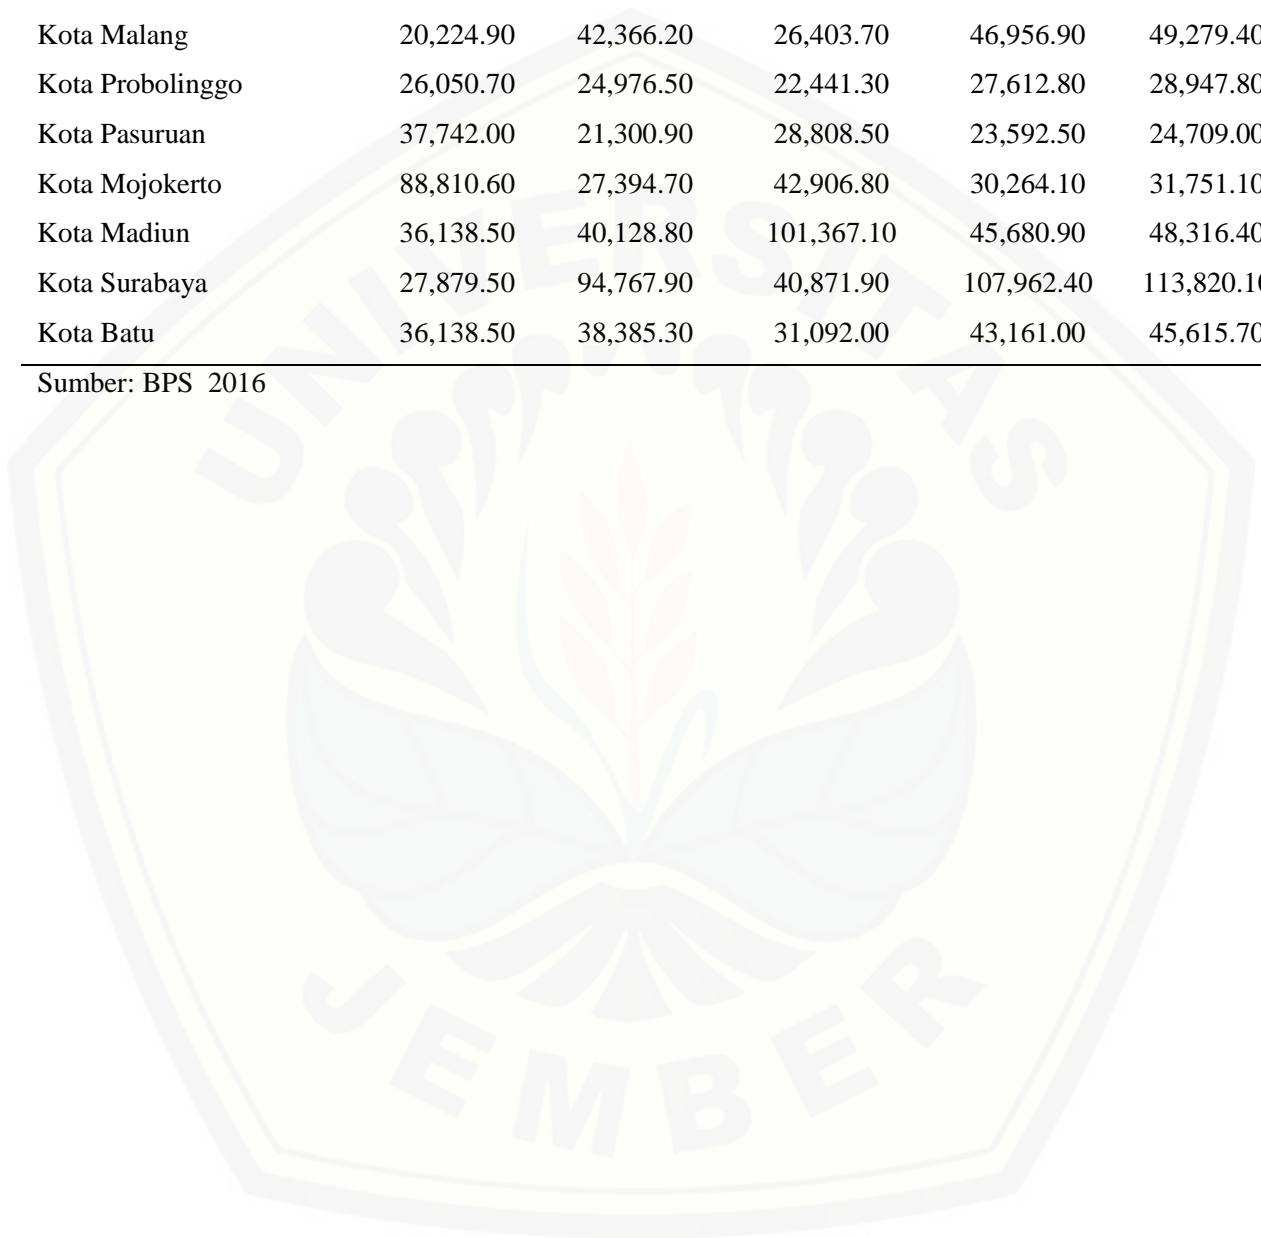 Kota Malang 20,224.90 42,366.20 26,403.70 46,956.90 49,279.40
Kota Probolinggo 26,050.70 24,976.50 22,441.30 27,612.80 28,947.80
Kota Pasuruan 37,742.00 21,300.90 28,808.50 23,592.50 24,709.00
Kota Mojokerto 88,810.60 27,394.70 42,906.80 30,264.10 31,751.10
Kota Madiun 36,138.50 40,128.80 101,367.10 45,680.90 48,316.40
Kota Surabaya 27,879.50 94,767.90 40,871.90 107,962.40 113,820.10
Kota Batu 36,138.50 38,385.30 31,092.00 43,161.00 45,615.70
Sumber: BPS 2016
UNIVERSITAS
JEMBER